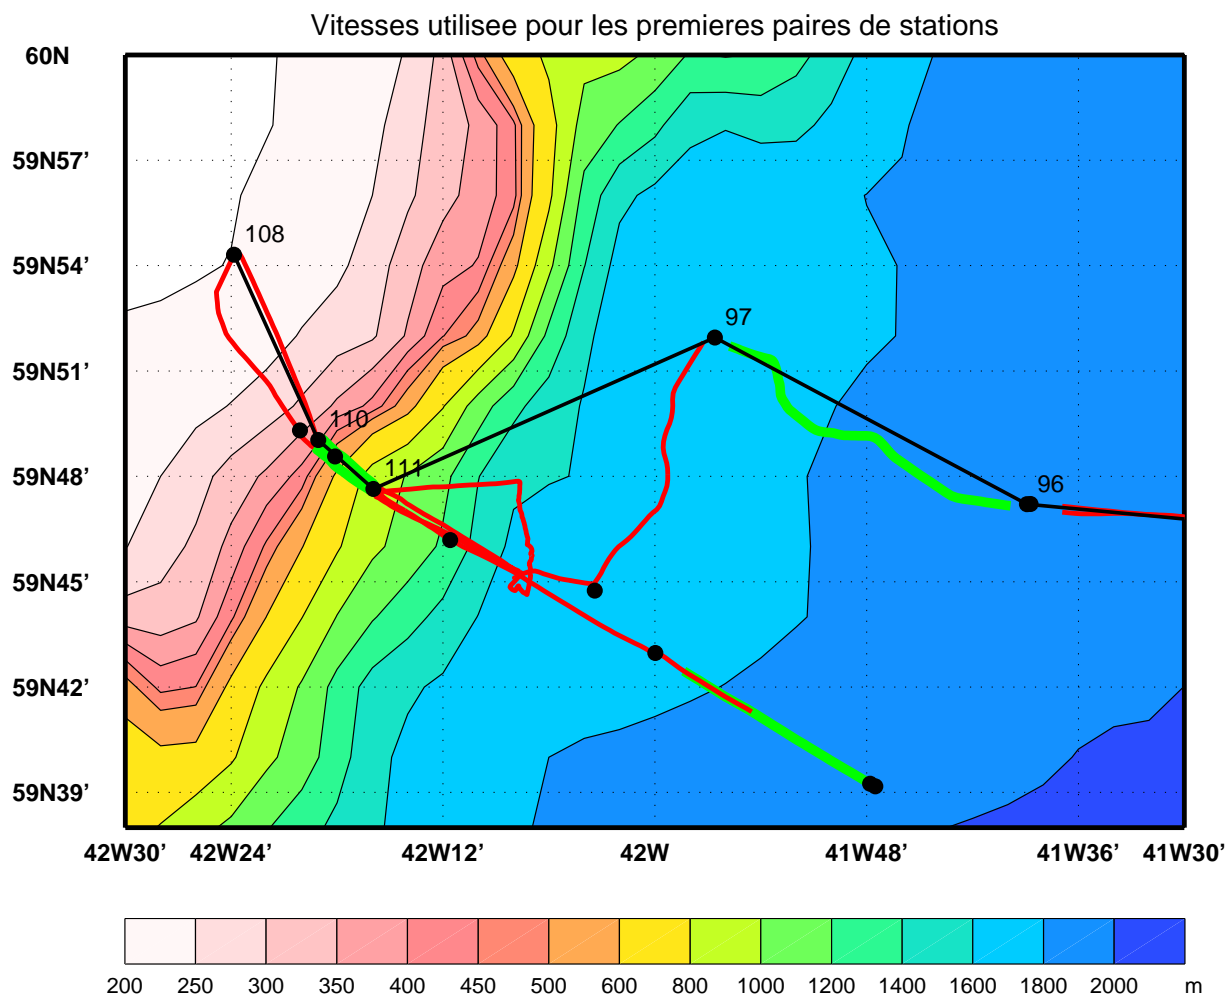 Vitesses utilisee pour les premieres paires de stations
60N
59N57'
59N54'
59N51'
59N48'
59N45'
59N42'
59N39'
108
97
110
111
96
42W30' 42W24' 42W12' 42W 41W48' 41W36' 41W30'
200 250 300 350 400 450 500 600 800 1000 1200 1400 1600 1800 2000 m